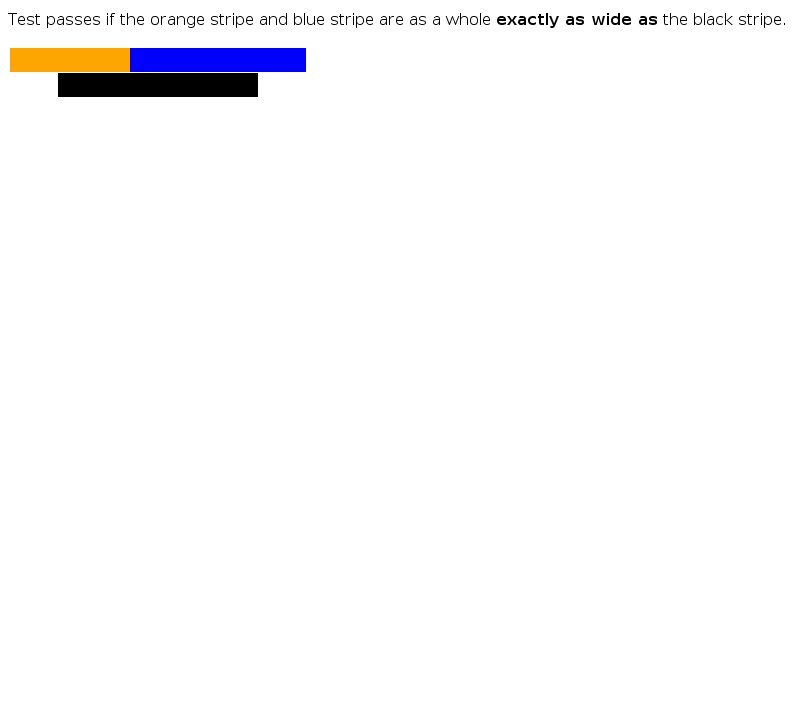 Test passes if the orange stripe and blue stripe are as a whole exactly as wide as the black stripe.